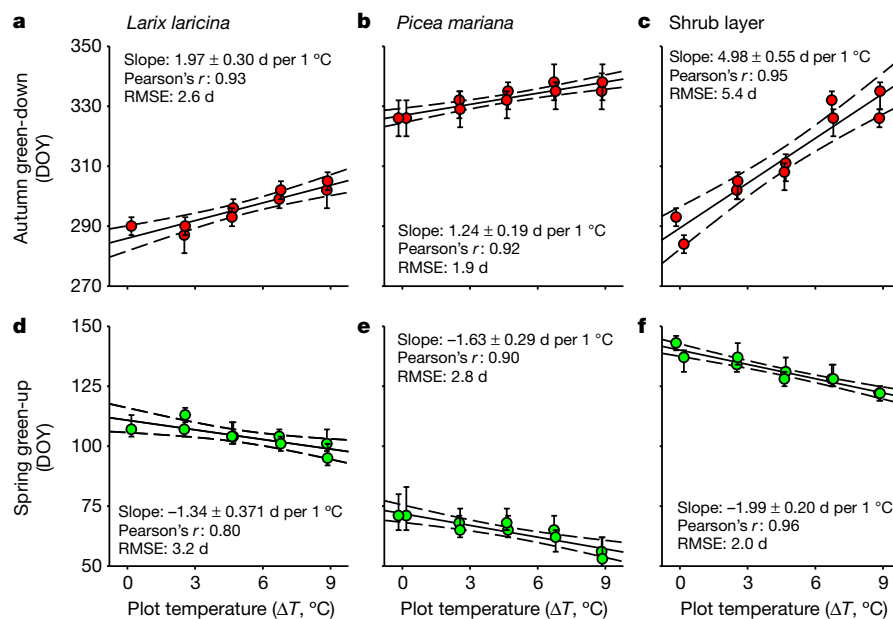 a Larix laricina
b Picea mariana
c Shrub layer
Autumn green-down
(DOY)
350
330
310
290
270
Slope: 1.97 ± 0.30 d per 1 °C
Pearson's r: 0.93
RMSE: 2.6 d
Slope: 1.24 ± 0.19 d per 1 °C
Pearson's r: 0.92
RMSE: 1.9 d
Slope: 4.98 ± 0.55 d per 1 °C
Pearson's r: 0.95
RMSE: 5.4 d
d
e
f
Spring green-up
(DOY)
150
125
100
75
50
Slope: –1.34 ± 0.371 d per 1 °C
Pearson's r: 0.80
RMSE: 3.2 d
Slope: –1.63 ± 0.29 d per 1 °C
Pearson's r: 0.90
RMSE: 2.8 d
Slope: –1.99 ± 0.20 d per 1 °C
Pearson's r: 0.96
RMSE: 2.0 d
0 3 6 9
0 3 6 9
0 3 6 9
Plot temperature (ΔT, °C)
Plot temperature (ΔT, °C)
Plot temperature (ΔT, °C)